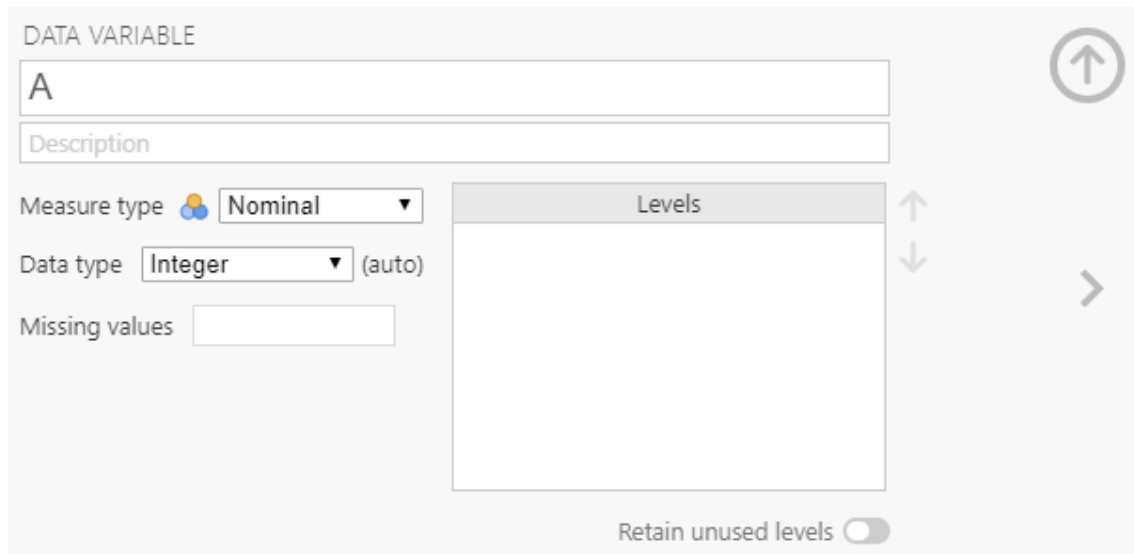 DATA VARIABLE
A
Description
Measure type Nominal
Levels
Data type Integer (auto)
Missing values
Retain unused levels